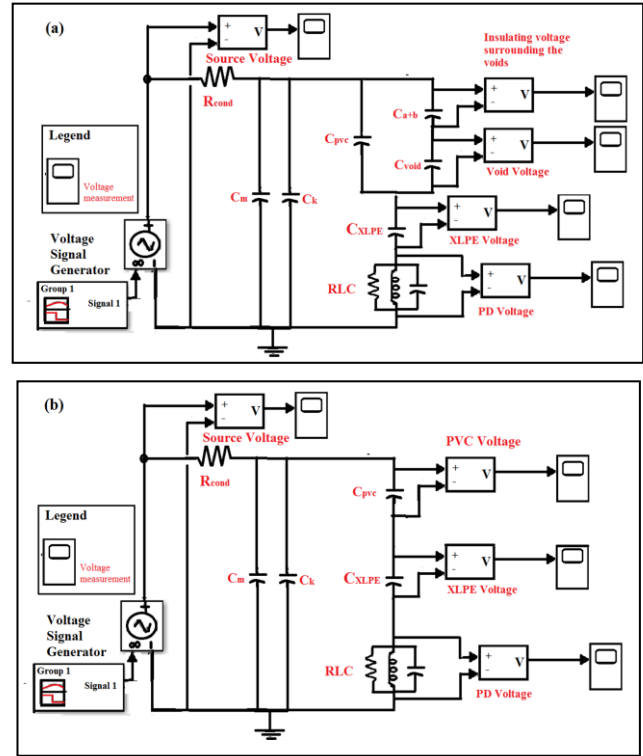 (a)
+
-
V
Source Voltage
Rcond
Insulating voltage
surrounding the
voids
+
-
V
Ca+b
Cpvc
+
-
V
Cvoid
Void Voltage
Legend
Voltage
measurement
Cm
Ck
+
-
V
CXLPE
XLPE Voltage
Voltage
Signal
Generator
Group 1
Signal 1
RLC
+
-
V
PD Voltage
(b)
+
-
V
Source Voltage
Rcond
PVC Voltage
+
-
V
Cpvc
Legend
Voltage
measurement
Cm
Ck
+
-
V
CXLPE
XLPE Voltage
Voltage
Signal
Generator
Group 1
Signal 1
RLC
+
-
V
PD Voltage